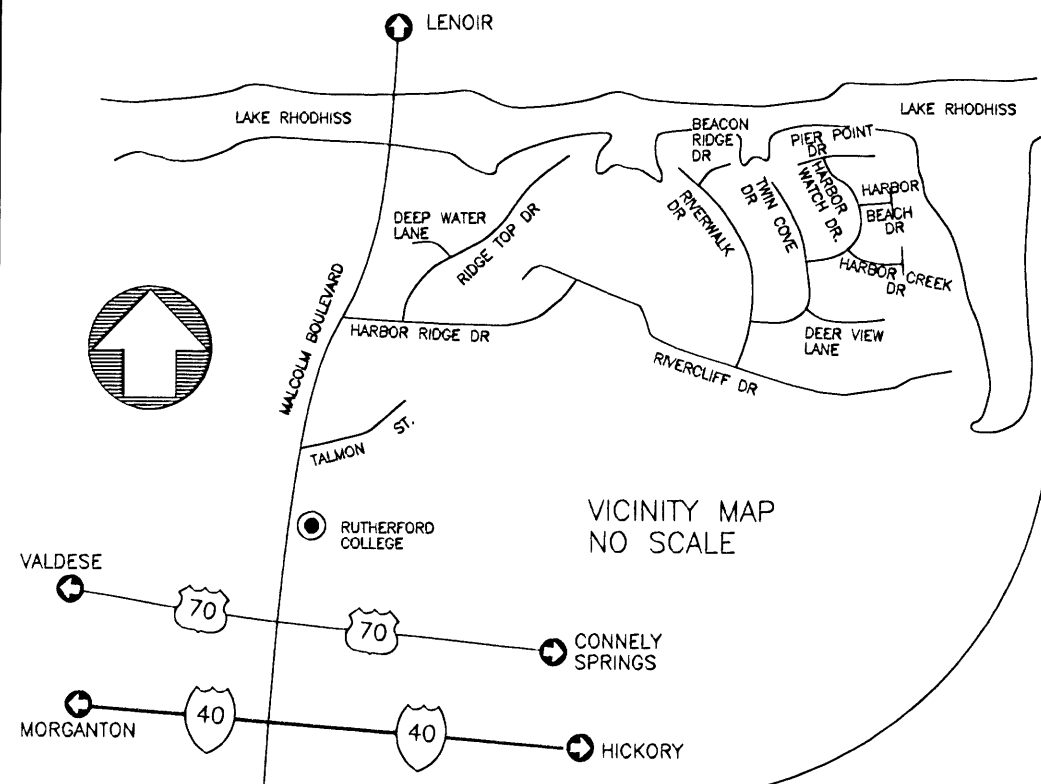 LENOIR
LAKE RHODHISS
LAKE RHODHISS
BEACON
RIDGE
DR
PIER POINT
DR
HARBOR
WATCH DR.
HARBOR
BEACH
DR
TWIN COVE
DR
RIVERWALK
DR
DEEP WATER
LANE
RIDGE TOP DR
HARBOR CREEK
DR
MALCOLM BOULEVARD
HARBOR RIDGE DR
DEER VIEW
LANE
RIVERCLIFF DR
TALMON ST.
VICINITY MAP
NO SCALE
RUTHERFORD
COLLEGE
VALDESE
70
70
CONNELY
SPRINGS
MORGANTON
40
40
HICKORY